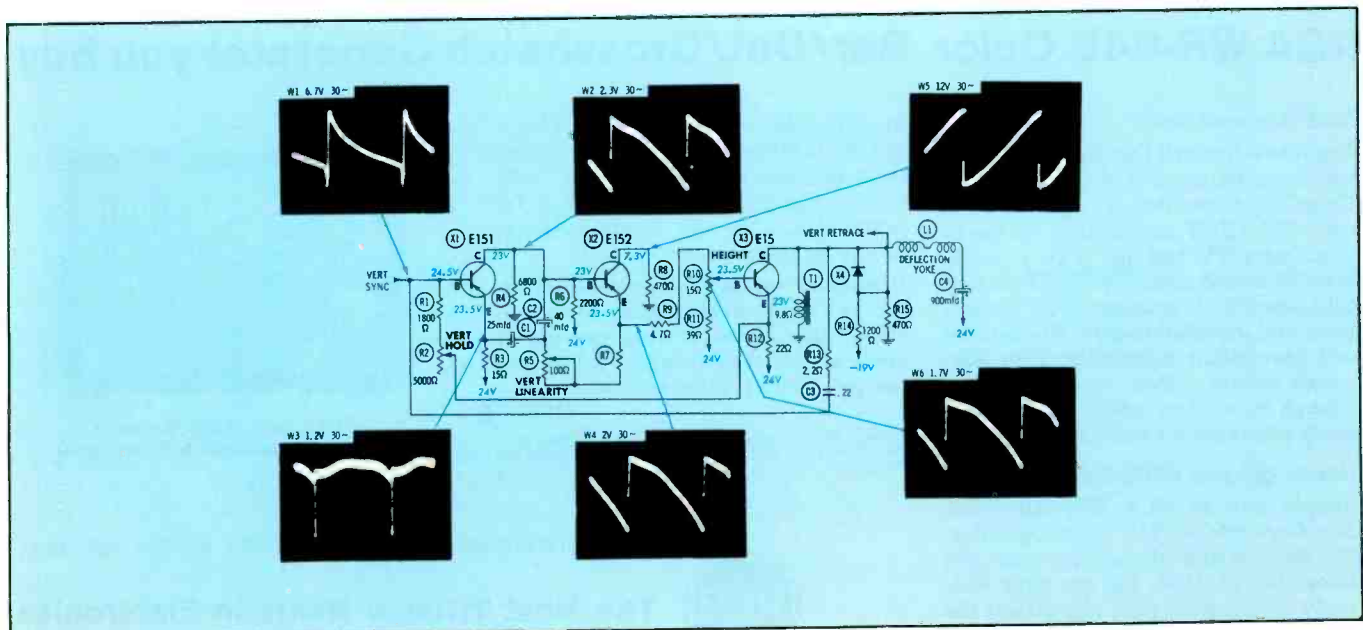 W1 6.7V 30~
W2 2.3V 30~
W5 12V 30~
X1 E151
X2 E152
X3 E15
VERT RETRACE
L1
C
23V
C
7.3V
HEIGHT
C
DEFLECTION YOKE
VERT SYNC
24.5V
B
23V
B
R8
470Ω
R10
15Ω
23.5V
B
X4
C4
900mfd
24V
R1
1800Ω
23.5V
E
R4
6800Ω
C2
40 mfd
R6
2200Ω
24V
23.5V
E
R9
4.7Ω
R11
39Ω
24V
E
23V
T1
9.8Ω
R14
1200Ω
-19V
R15
470Ω
VERT HOLD
R2
5000Ω
25mfd
C1
R3
15Ω
24V
R5
100Ω
VERT LINEARITY
R7
R12
22Ω
24V
R13
2.2Ω
C3
.22
W6 1.7V 30~
W3 1.2V 30~
W4 2V 30~